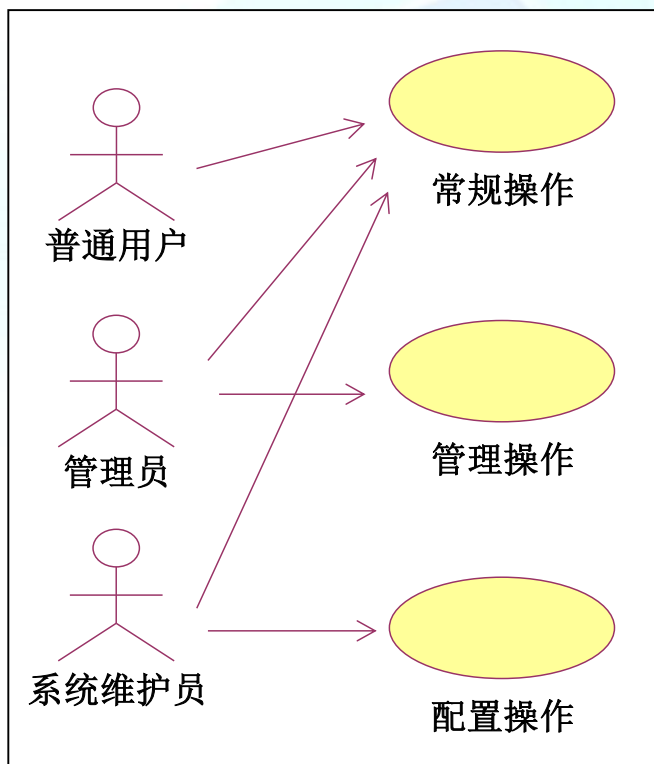 常规操作
普通用户
管理操作
管理员
配置操作
系统维护员